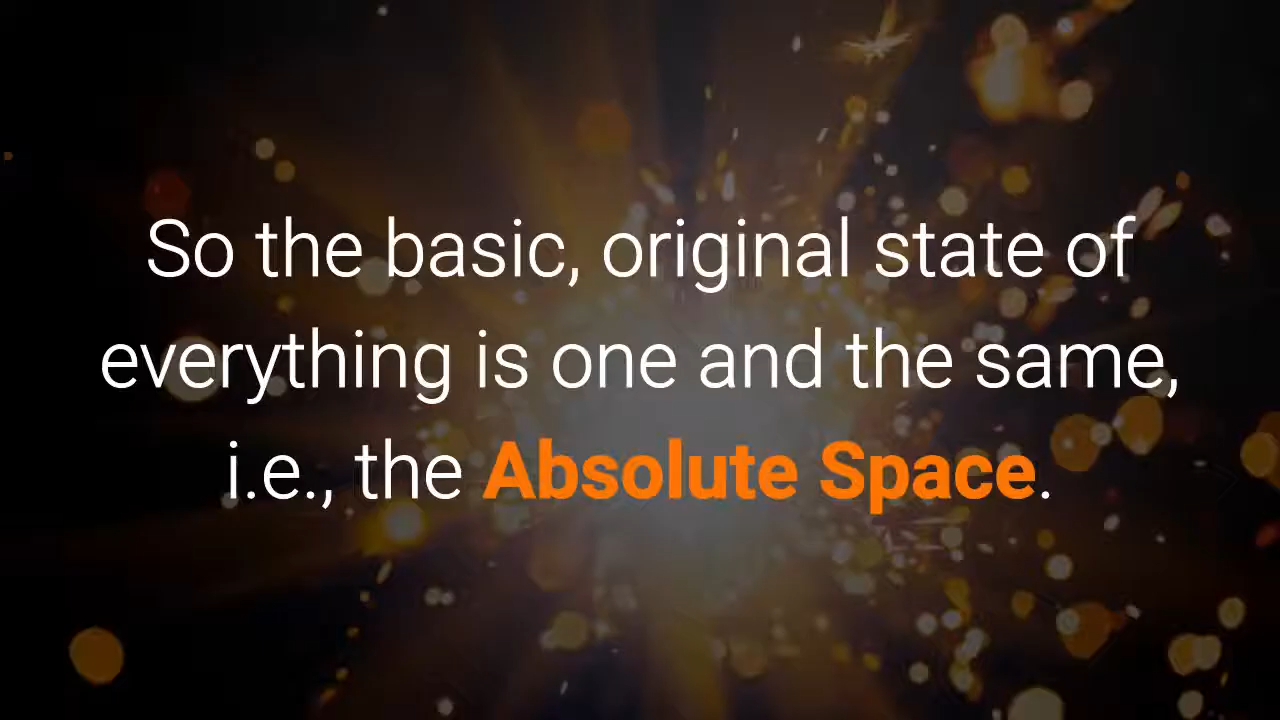 So the basic, original state of
everything is one and the same,
i.e., the Absolute Space.